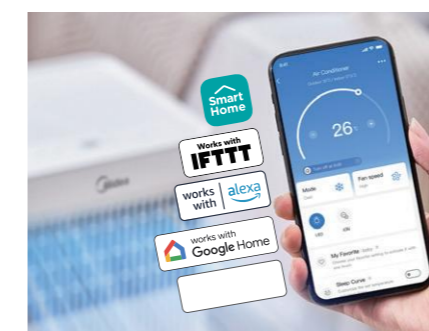 Midea
Smart
Home
Works with
IFTTT
works
with
alexa
works with
Google Home
Air Conditioner
26
Mode
Fan speed
My Favorite
Sleep Curve